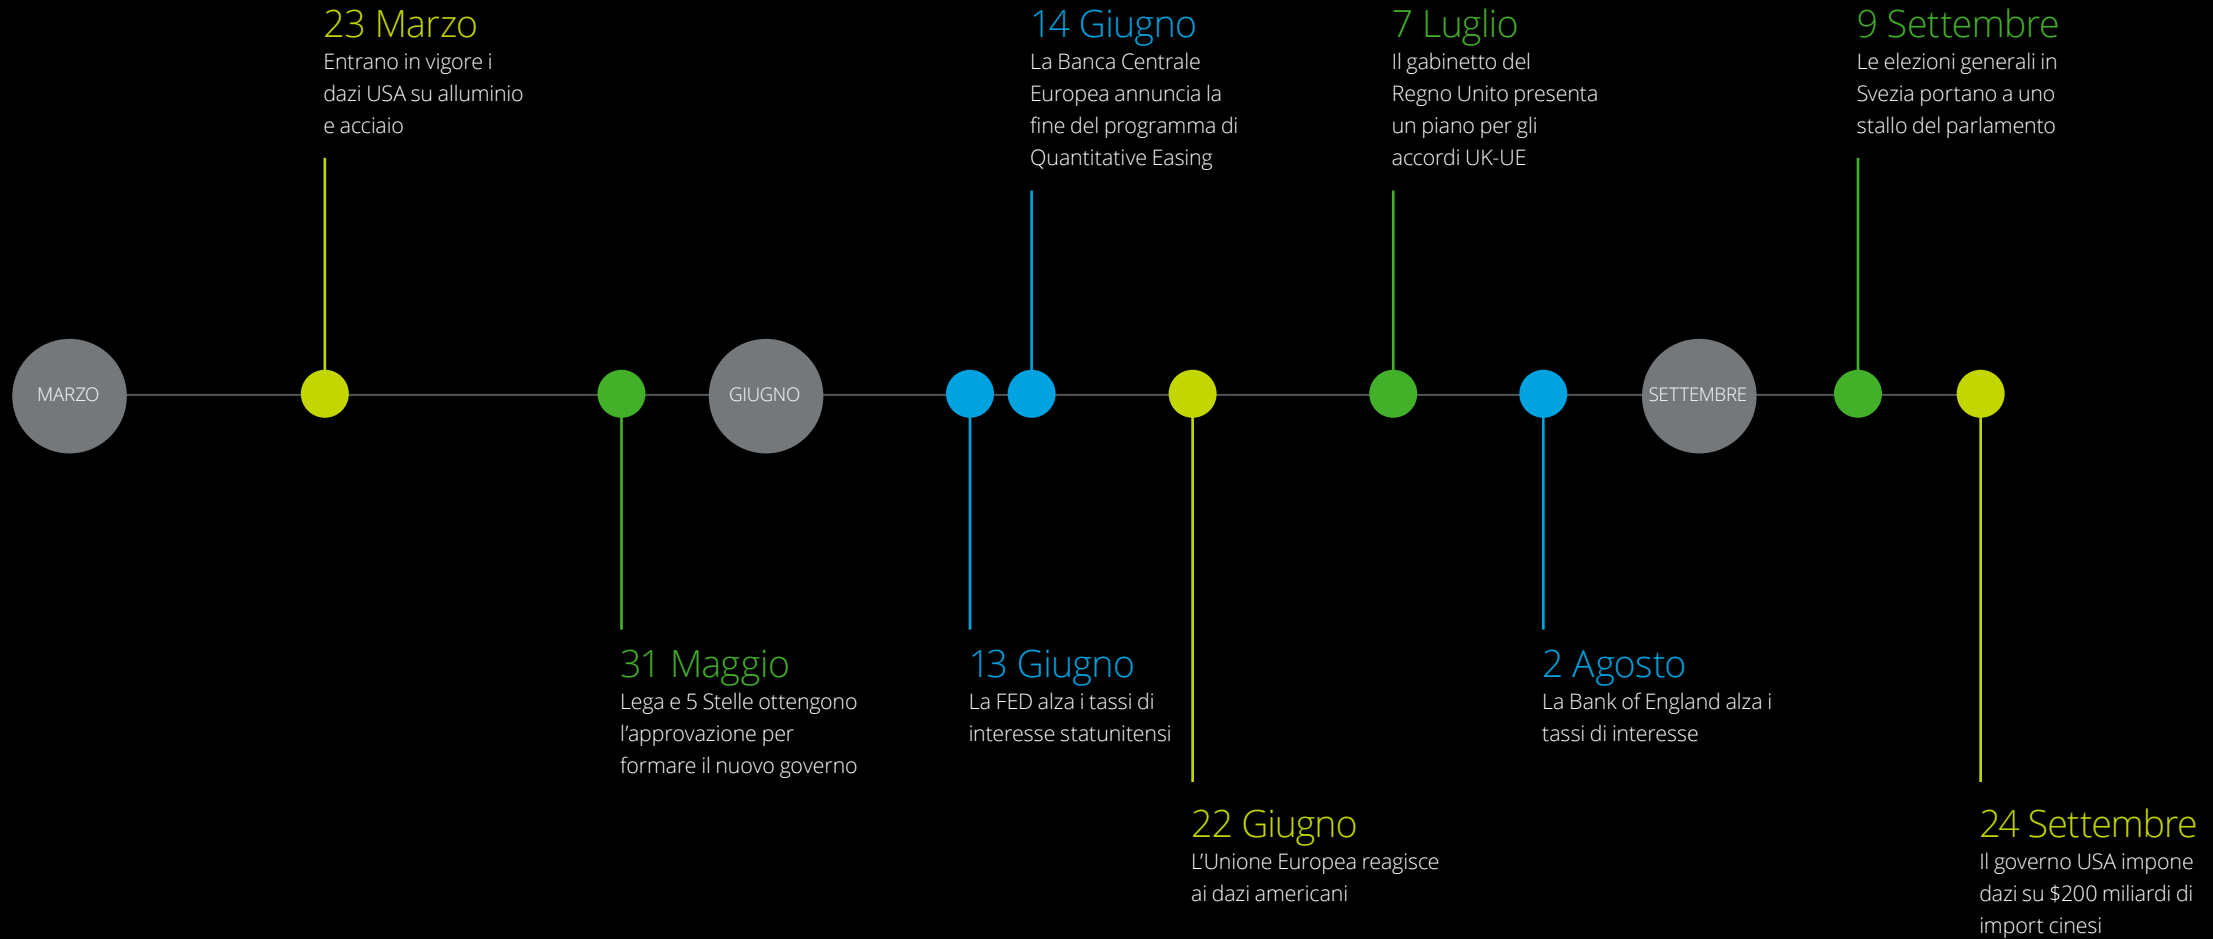 23 Marzo
Entrano in vigore i
dazi USA su alluminio
e acciaio
14 Giugno
La Banca Centrale
Europea annuncia la
fine del programma di
Quantitative Easing
7 Luglio
Il gabinetto del
Regno Unito presenta
un piano per gli
accordi UK-UE
9 Settembre
Le elezioni generali in
Svezia portano a uno
stallo del parlamento
MARZO
GIUGNO
SETTEMBRE
31 Maggio
Lega e 5 Stelle ottengono
l’approvazione per
formare il nuovo governo
13 Giugno
La FED alza i tassi di
interesse statunitensi
2 Agosto
La Bank of England alza i
tassi di interesse
22 Giugno
L’Unione Europea reagisce
ai dazi americani
24 Settembre
Il governo USA impone
dazi su $200 miliardi di
import cinesi